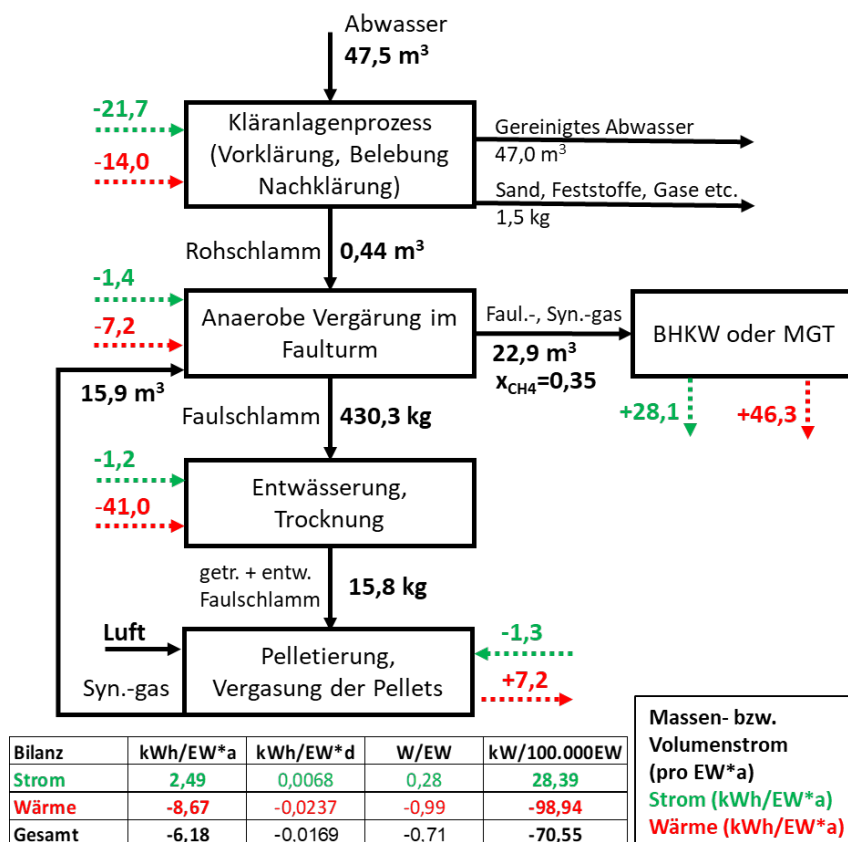 Abwasser
47,5 m³
-21,7
-14,0
Kläranlagenprozess
(Vorklärung, Belebung
Nachklärung)
Gereinigtes Abwasser
47,0 m³
Sand, Feststoffe, Gase etc.
1,5 kg
Rohschlamm 0,44 m³
-1,4
-7,2
Anaerobe Vergärung im
Faulturm
Faul.-, Syn.-gas
22,9 m³
xCH4=0,35
BHKW oder MGT
+28,1
+46,3
15,9 m³
Faulschlamm 430,3 kg
-1,2
-41,0
Entwässerung,
Trocknung
getr. + entw.
Faulschlamm
15,8 kg
Luft
Syn.-gas
Pelletierung,
Vergasung der Pellets
-1,3
+7,2
Bilanz kWh/EW*a kWh/EW*d W/EW kW/100.000EW
Strom 2,49 0,0068 0,28 28,39
Wärme -8,67 -0,0237 -0,99 -98,94
Gesamt -6,18 -0,0169 -0,71 -70,55
Massen- bzw.
Volumenstrom
(pro EW*a)
Strom (kWh/EW*a)
Wärme (kWh/EW*a)